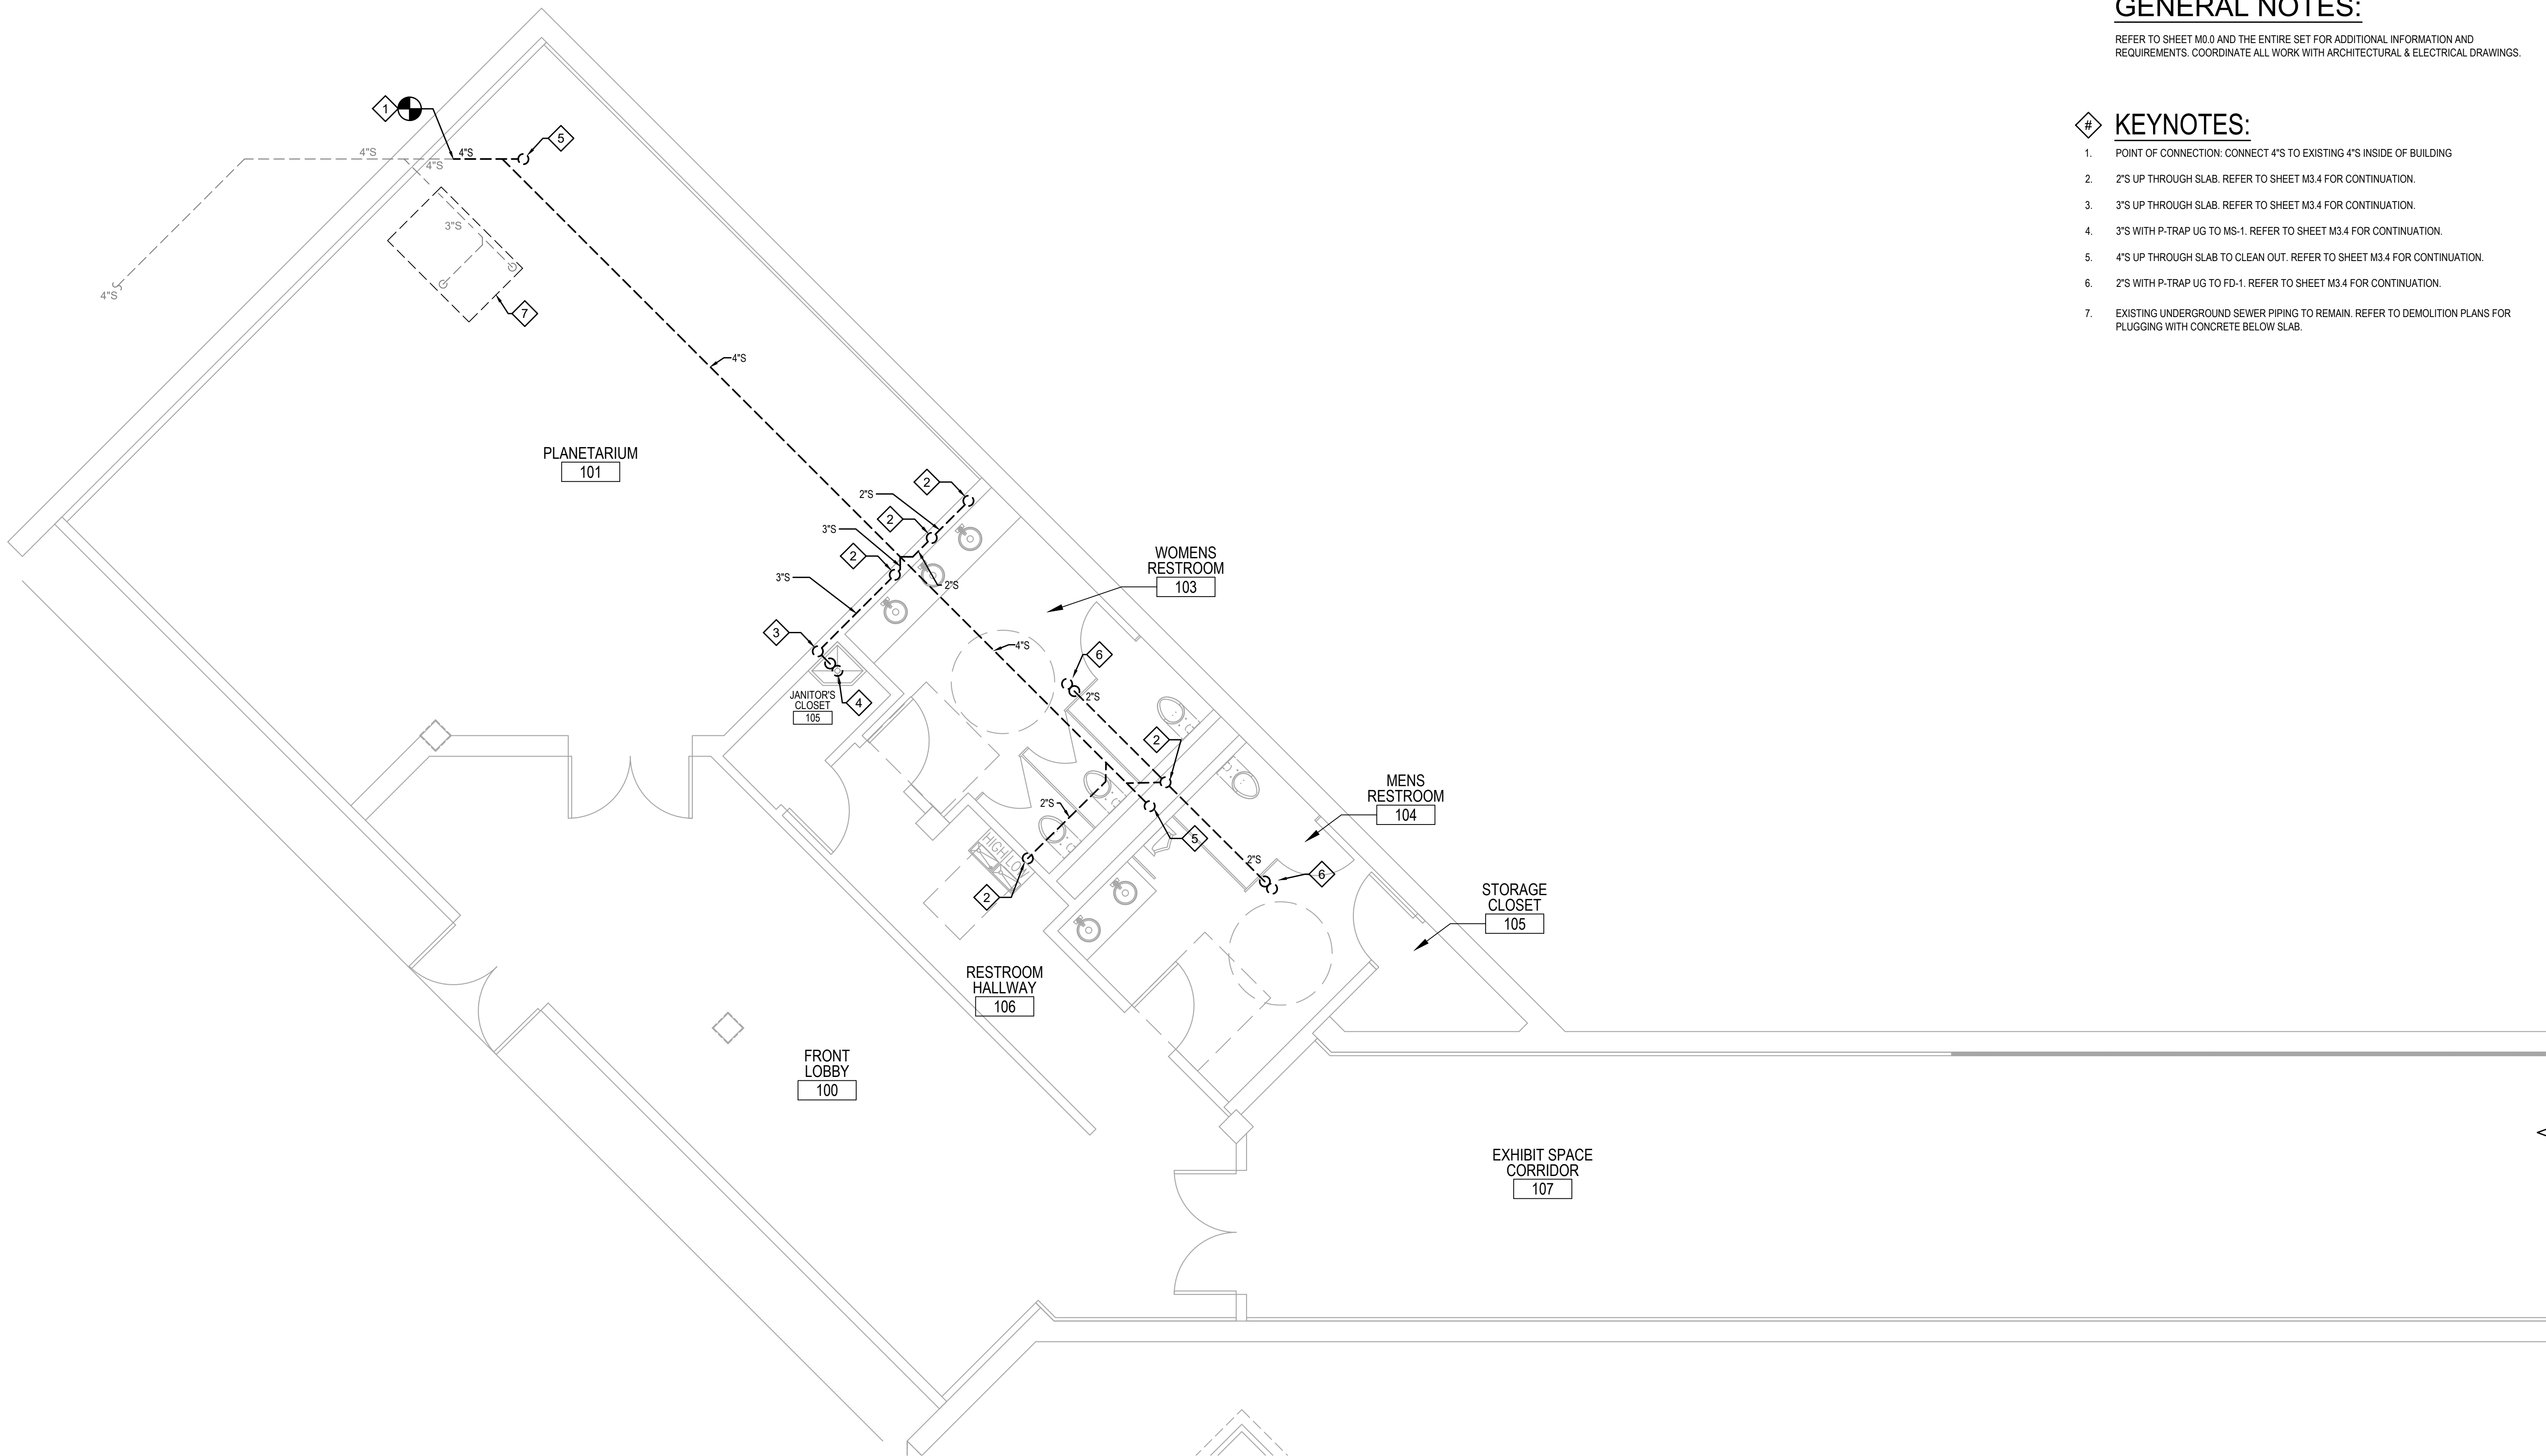 GENERAL NOTES:
REFER TO SHEET M0.0 AND THE ENTIRE SET FOR ADDITIONAL INFORMATION AND
REQUIREMENTS. COORDINATE ALL WORK WITH ARCHITECTURAL & ELECTRICAL DRAWINGS.
# KEYNOTES:
1. POINT OF CONNECTION: CONNECT 4"S TO EXISTING 4"S INSIDE OF BUILDING
2. 2"S UP THROUGH SLAB. REFER TO SHEET M3.4 FOR CONTINUATION.
3. 3"S UP THROUGH SLAB. REFER TO SHEET M3.4 FOR CONTINUATION.
4. 3"S WITH P-TRAP UG TO MS-1. REFER TO SHEET M3.4 FOR CONTINUATION.
5. 4"S UP THROUGH SLAB TO CLEAN OUT. REFER TO SHEET M3.4 FOR CONTINUATION.
6. 2"S WITH P-TRAP UG TO FD-1. REFER TO SHEET M3.4 FOR CONTINUATION.
7. EXISTING UNDERGROUND SEWER PIPING TO REMAIN. REFER TO DEMOLITION PLANS FOR
PLUGGING WITH CONCRETE BELOW SLAB.
1
5
4"S
4"S
4"S
3"S
4"S
7
4"S
PLANETARIUM
101
2
2"S
2
3"S
2
3"S
2"S
3
WOMENS
RESTROOM
103
4"S
6
2"S
JANITOR'S
CLOSET
105
4
2
2"S
MENS
RESTROOM
104
5
HIGH
LO
2"S
6
2
STORAGE
CLOSET
105
RESTROOM
HALLWAY
106
FRONT
LOBBY
100
EXHIBIT SPACE
CORRIDOR
107